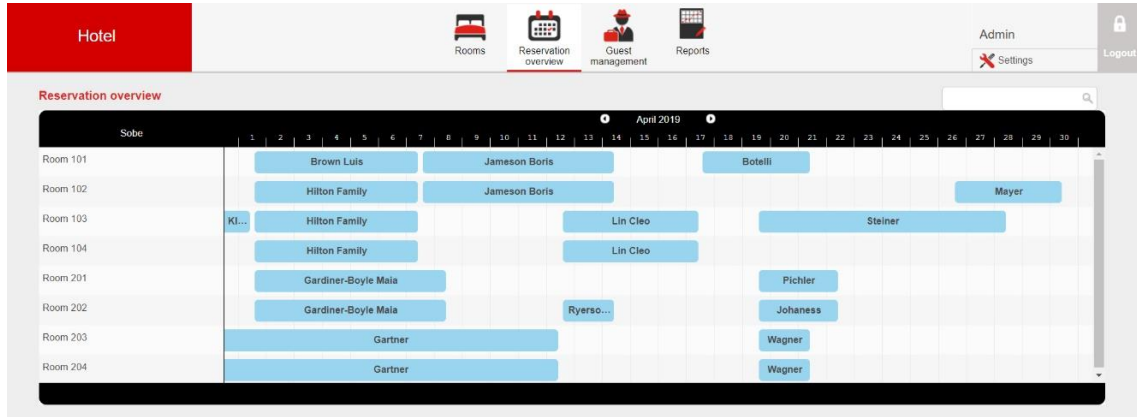 Hotel
Rooms
Reservation overview
Guest management
Reports
Admin
Settings
Logout
Reservation overview
April 2019
Sobe
1 2 3 4 5 6 7 8 9 10 11 12 13 14 15 16 17 18 19 20 21 22 23 24 25 26 27 28 29 30
Room 101 Brown Luis Jameson Boris Botelli
Room 102 Hilton Family Jameson Boris Mayer
Room 103 Hilton Family Lin Cleo Steiner
Room 104 Hilton Family Lin Cleo
Room 201 Gardiner-Boyle Maia Pichler
Room 202 Gardiner-Boyle Maia Ryerso... Johaness
Room 203 Gartner Wagner
Room 204 Gartner Wagner